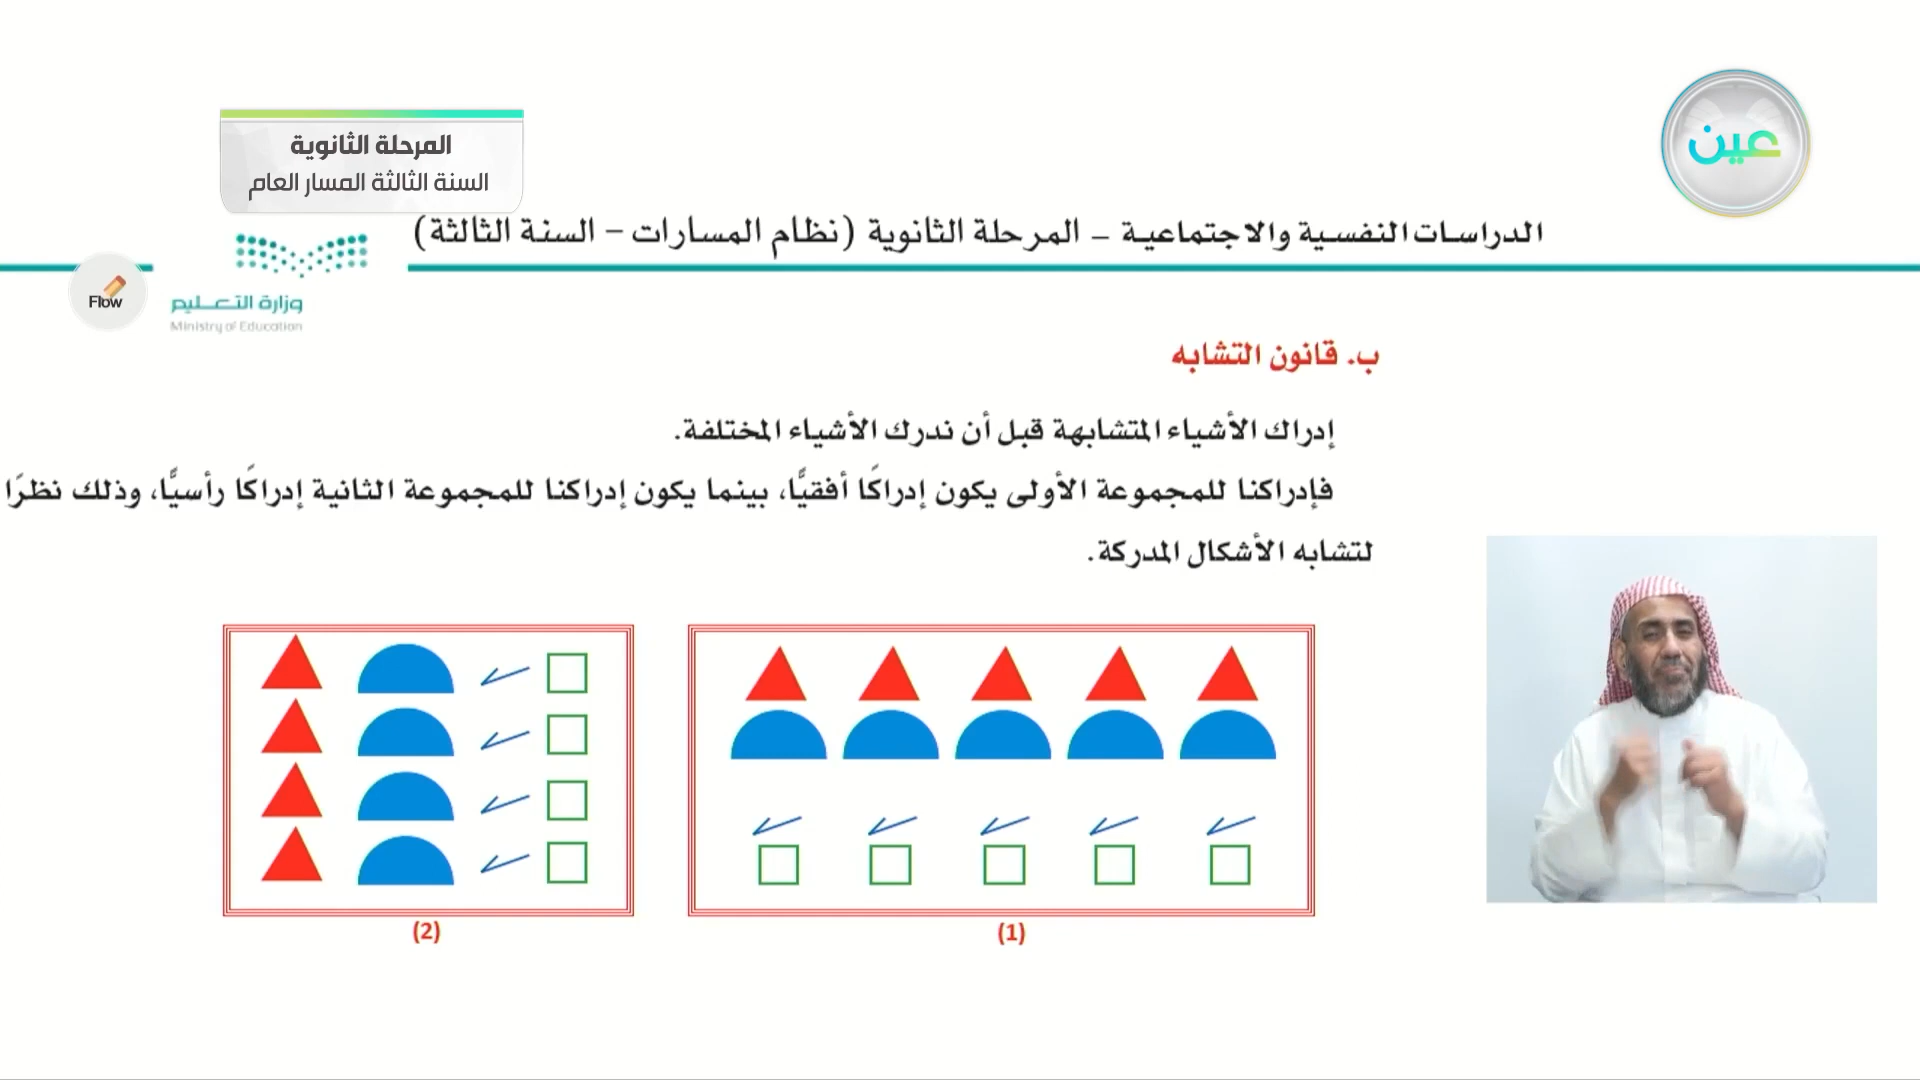 عين
المرحلة الثانوية
السنة الثالثة المسار العام
الدراسات النفسية والاجتماعية – المرحلة الثانوية (نظام المسارات – السنة الثالثة)
Flow
وزارة التعليم
Ministry of Education
ب. قانون التشابه
إدراك الأشياء المتشابهة قبل أن ندرك الأشياء المختلفة.
فإدراكنا للمجموعة الأولى يكون إدراكًا أفقيًّا، بينما يكون إدراكنا للمجموعة الثانية إدراكًا رأسيًّا، وذلك نظرًا
لتشابه الأشكال المدركة.
(1)
(2)